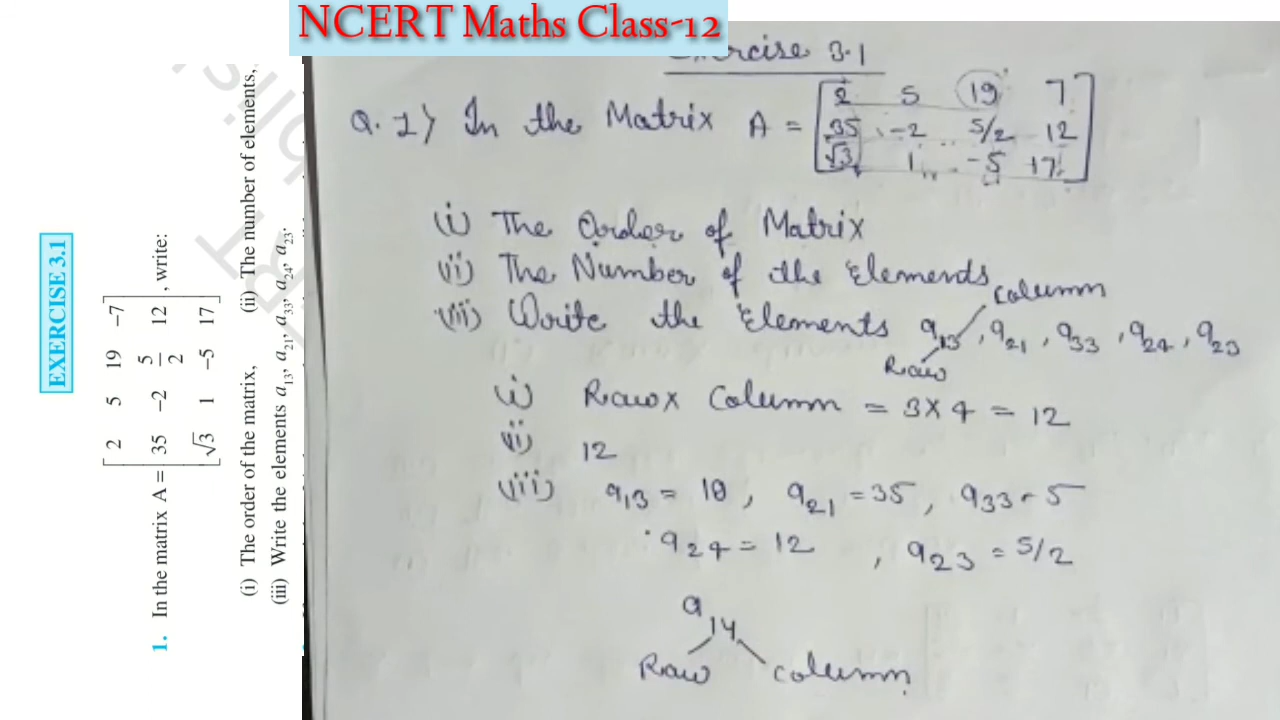 NCERT Maths Class-12
EXERCISE 3.1
1. In the matrix A = [2 5 19 −7
35 −2 5/2 12
√3 1 −5 17], write:
(i) The order of the matrix, (ii) The number of elements,
(iii) Write the elements a13, a21, a33, a24, a23.
Exercise 3.1
Q.1) In the Matrix A = [2 5 19 7
35 -2 5/2 12
√3 1 -5 17]
(i) The Order of Matrix
(ii) The Number of the Elements
column
(iii) Write the Elements a13, a21, a33, a24, a23
Raw
i) Rawx Column = 3x4 = 12
ii) 12
(iii) a13 = 19, a21 = 35, a33 - 5
a24 = 12, a23 = 5/2
a14
Raw column